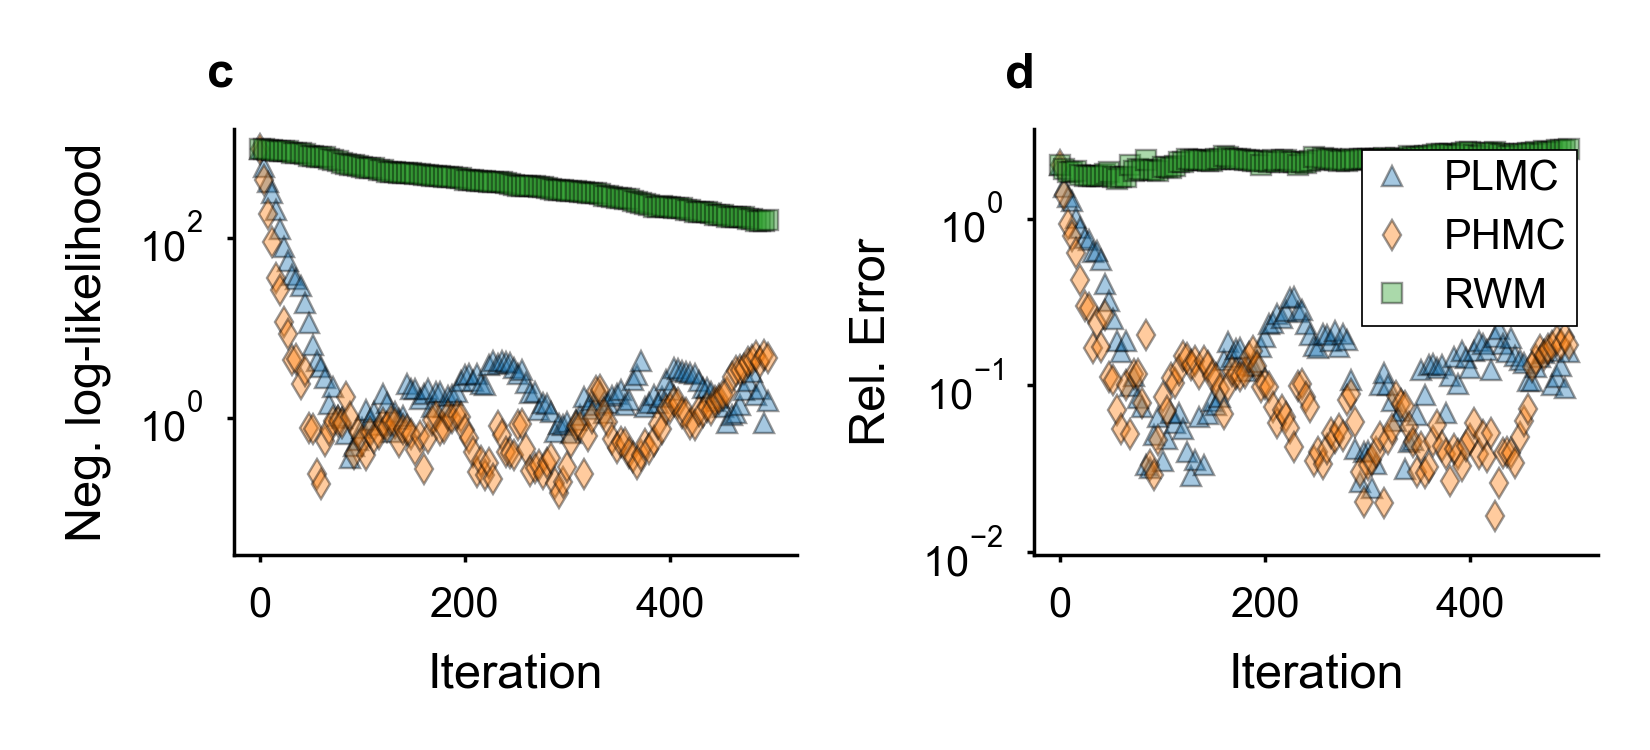 c
Neg. log-likelihood
10^2
10^0
0 200 400
Iteration
d
Rel. Error
10^0
10^−1
10^−2
PLMC
PHMC
RWM
0 200 400
Iteration